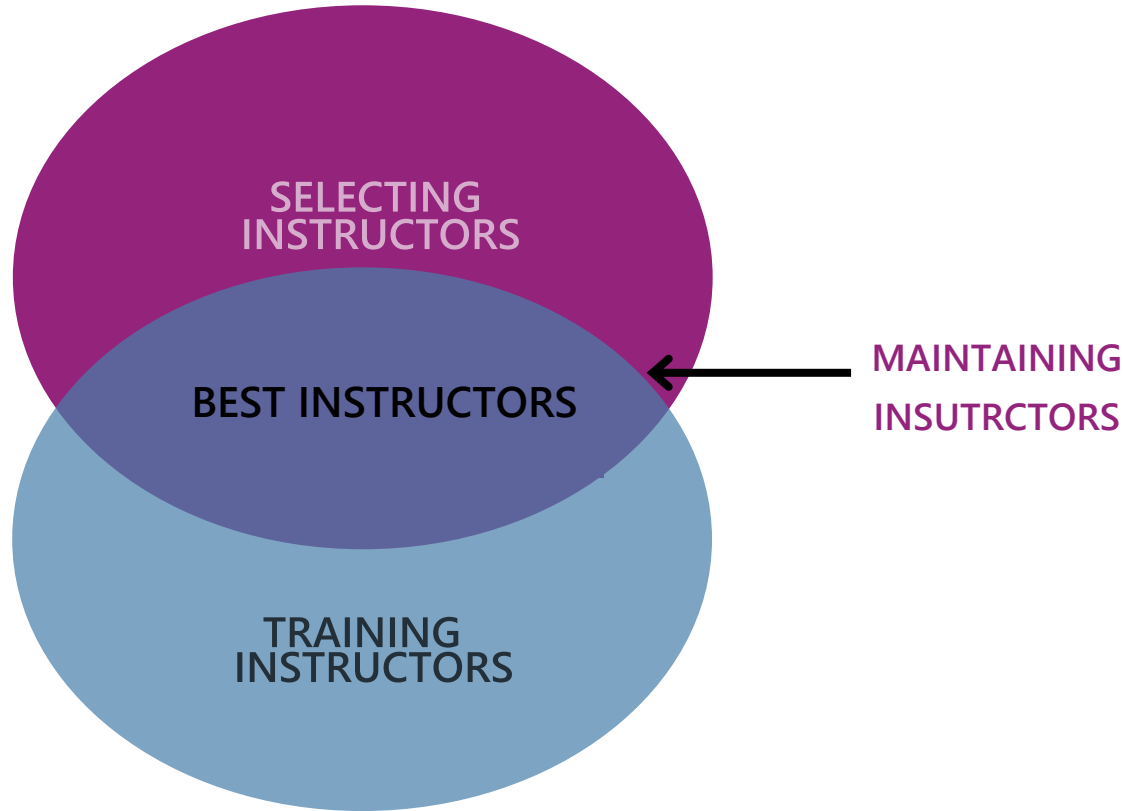 SELECTING
INSTRUCTORS
BEST INSTRUCTORS
MAINTAINING
INSUTRCTORS
TRAINING
INSTRUCTORS